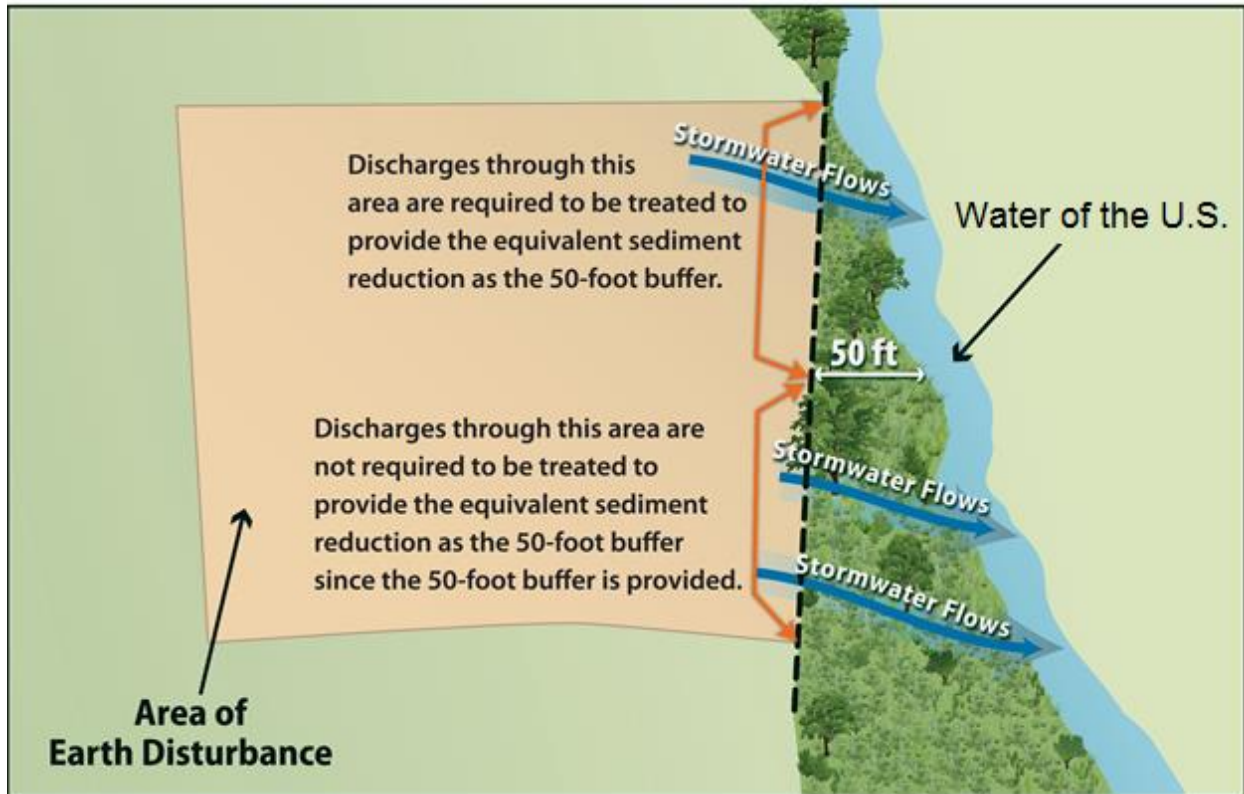 Stormwater Flows
Discharges through this
area are required to be treated to
provide the equivalent sediment
reduction as the 50-foot buffer.
Water of the U.S.
50 ft
Discharges through this area are
not required to be treated to
provide the equivalent sediment
reduction as the 50-foot buffer
since the 50-foot buffer is provided.
Stormwater Flows
Stormwater Flows
Area of
Earth Disturbance